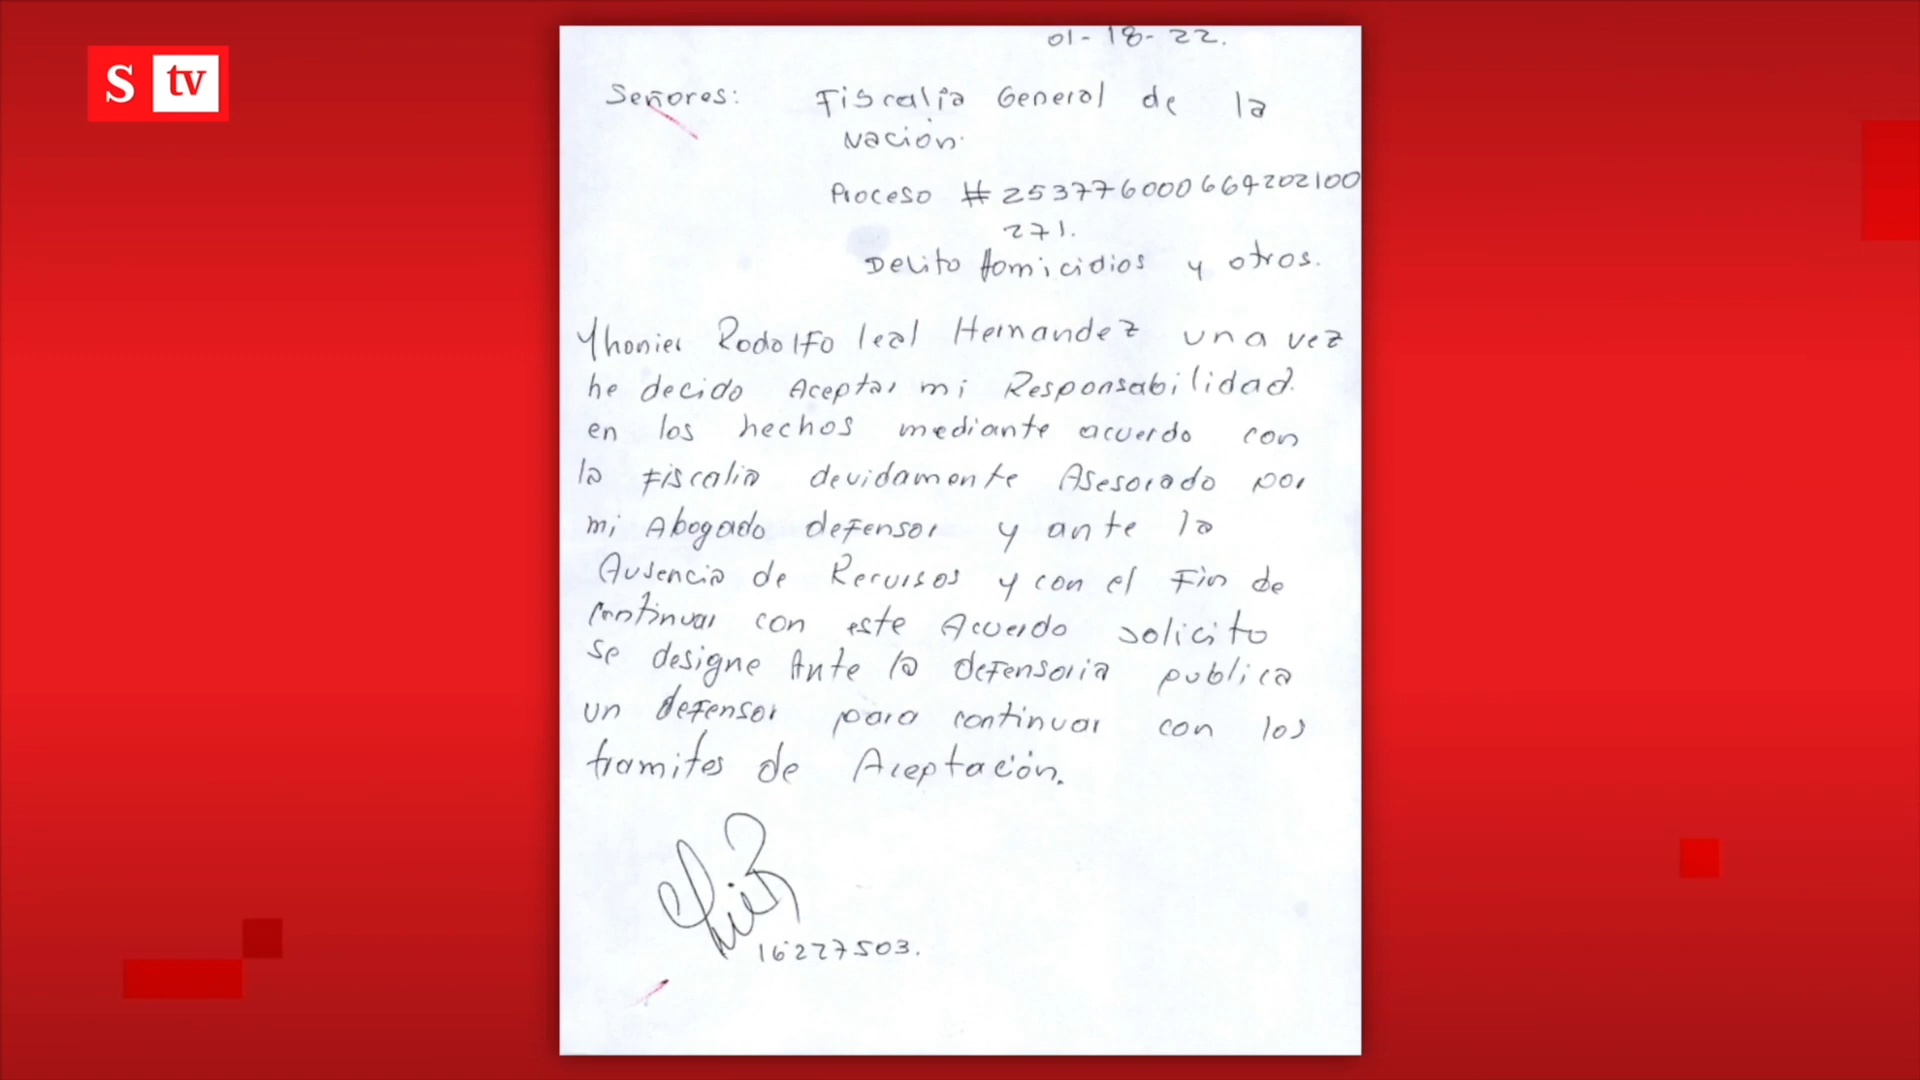 S tv
01-18-22.
Señores: Fiscalia General de la
Nación.
Proceso # 253776000664202100
271.
Delito Homicidios y otros.
Yhonier Rodolfo leal Hernandez una vez
he decido Aceptar mi Responsabilidad.
en los hechos mediante acuerdo con
la Fiscalia devidamente Asesorado por
mi Abogado defensor y ante la
Ausencia de Recursos y con el Fin de
continuar con este Acuerdo solicito
se designe Ante la defensoria publica
un defensor para continuar con los
tramites de Aceptación.
16227503.